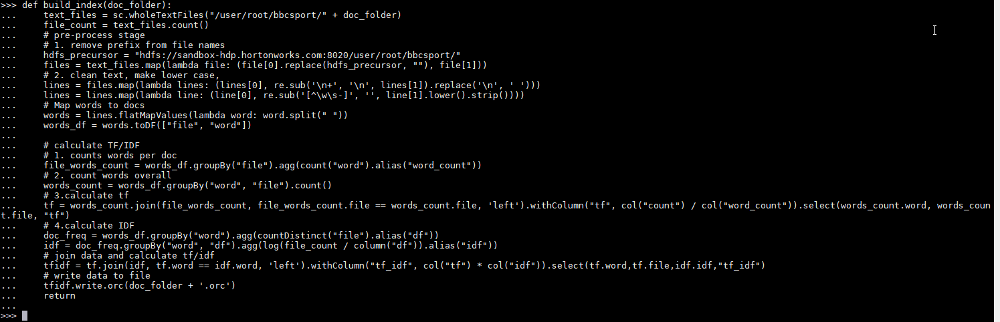 >>> def build_index(doc_folder):
...     text_files = sc.wholeTextFiles("/user/root/bbcsport/" + doc_folder)
...     file_count = text_files.count()
...     # pre-process stage
...     # 1. remove prefix from file names
...     hdfs_precursor = "hdfs://sandbox-hdp.hortonworks.com:8020/user/root/bbcsport/"
...     files = text_files.map(lambda file: (file[0].replace(hdfs_precursor, ""), file[1]))
...     # 2. clean text, make lower case,
...     lines = files.map(lambda lines: (lines[0], re.sub('\n+', '\n', lines[1]).replace('\n', ' ')))
...     lines = lines.map(lambda line: (line[0], re.sub('[^\w\s-]', '', line[1].lower().strip())))
...     # Map words to docs
...     words = lines.flatMapValues(lambda word: word.split(" "))
...     words_df = words.toDF(["file", "word"])
...
...     # calculate TF/IDF
...     # 1. counts words per doc
...     file_words_count = words_df.groupBy("file").agg(count("word").alias("word_count"))
...     # 2. count words overall
...     words_count = words_df.groupBy("word", "file").count()
...     # 3.calculate tf
...     tf = words_count.join(file_words_count, file_words_count.file == words_count.file, 'left').withColumn("tf", col("count") / col("word_count")).select(words_count.word, words_coun
t.file, "tf")
...     # 4.calculate IDF
...     doc_freq = words_df.groupBy("word").agg(countDistinct("file").alias("df"))
...     idf = doc_freq.groupBy("word", "df").agg(log(file_count / column("df")).alias("idf"))
...     # join data and calculate tf/idf
...     tfidf = tf.join(idf, tf.word == idf.word, 'left').withColumn("tf_idf", col("tf") * col("idf")).select(tf.word,tf.file,idf.idf,"tf_idf")
...     # write data to file
...     tfidf.write.orc(doc_folder + '.orc')
...     return
...
>>>